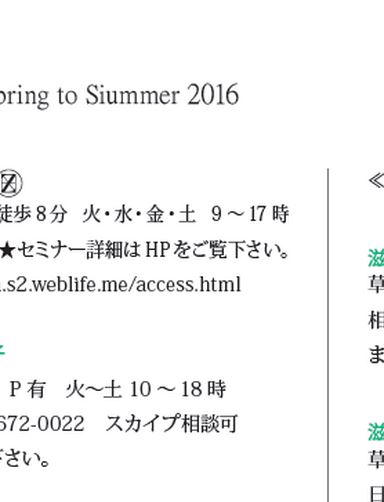 pring to Siummer 2016
徒歩8分 火・水・金・土 9～17時
★セミナー詳細はHPをご覧下さい。
.s2.weblife.me/access.html
P有 火～土 10～18時
672-0022 スカイプ相談可
さい。
≪
滋
草
相
ま
滋
草
日